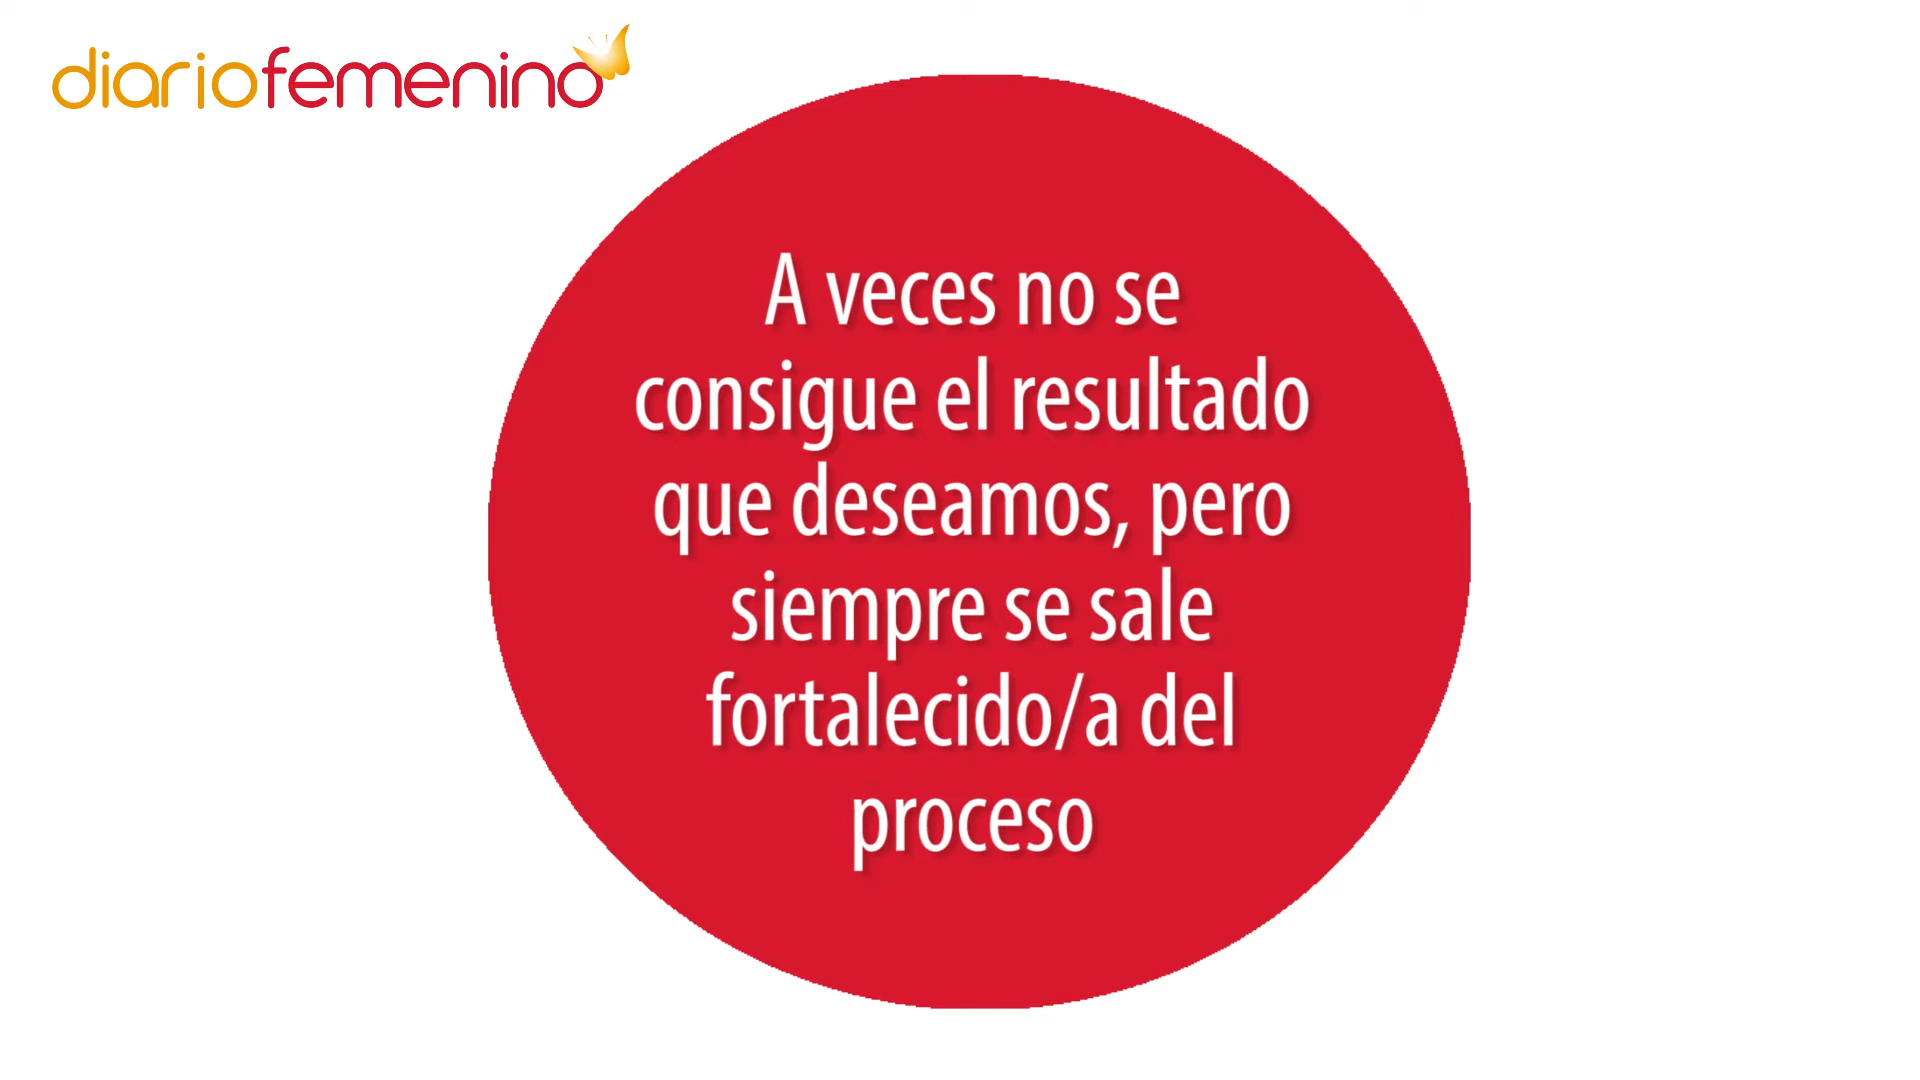 diariofemenino
A veces no se
consigue el resultado
que deseamos, pero
siempre se sale
fortalecido/a del
proceso